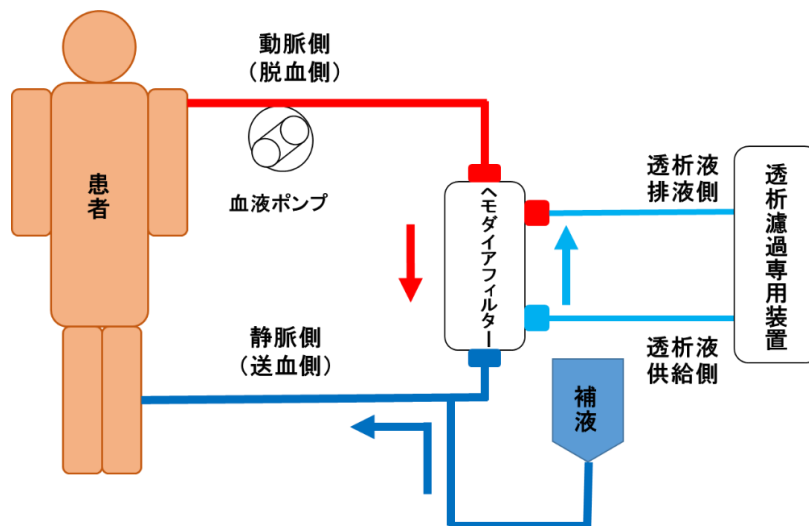 動脈側
（脱血側）
患者
血液ポンプ
ヘモダイアフィルター
透析液
排液側
透析濾過専用装置
静脈側
（送血側）
透析液
供給側
補液